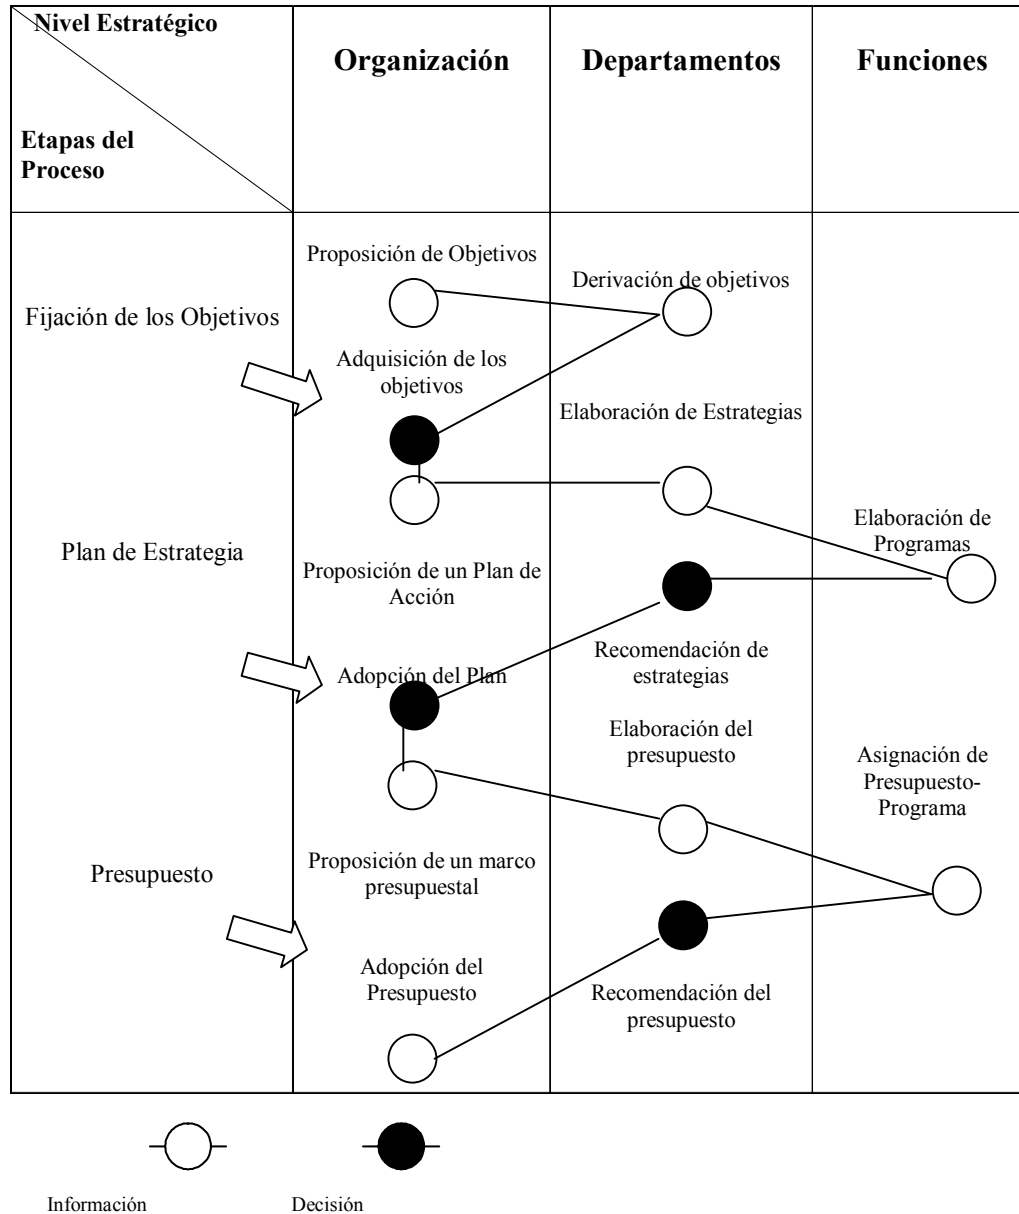 Nivel Estratégico
Organización
Departamentos
Funciones
Etapas del
Proceso
Proposición de Objetivos
Derivación de objetivos
Fijación de los Objetivos
Adquisición de los
objetivos
Elaboración de Estrategias
Elaboración de
Programas
Plan de Estrategia
Proposición de un Plan de
Acción
Recomendación de
estrategias
Adopción del Plan
Elaboración del
presupuesto
Asignación de
Presupuesto-
Programa
Proposición de un marco
presupuestal
Presupuesto
Adopción del
Presupuesto
Recomendación del
presupuesto
Información
Decisión